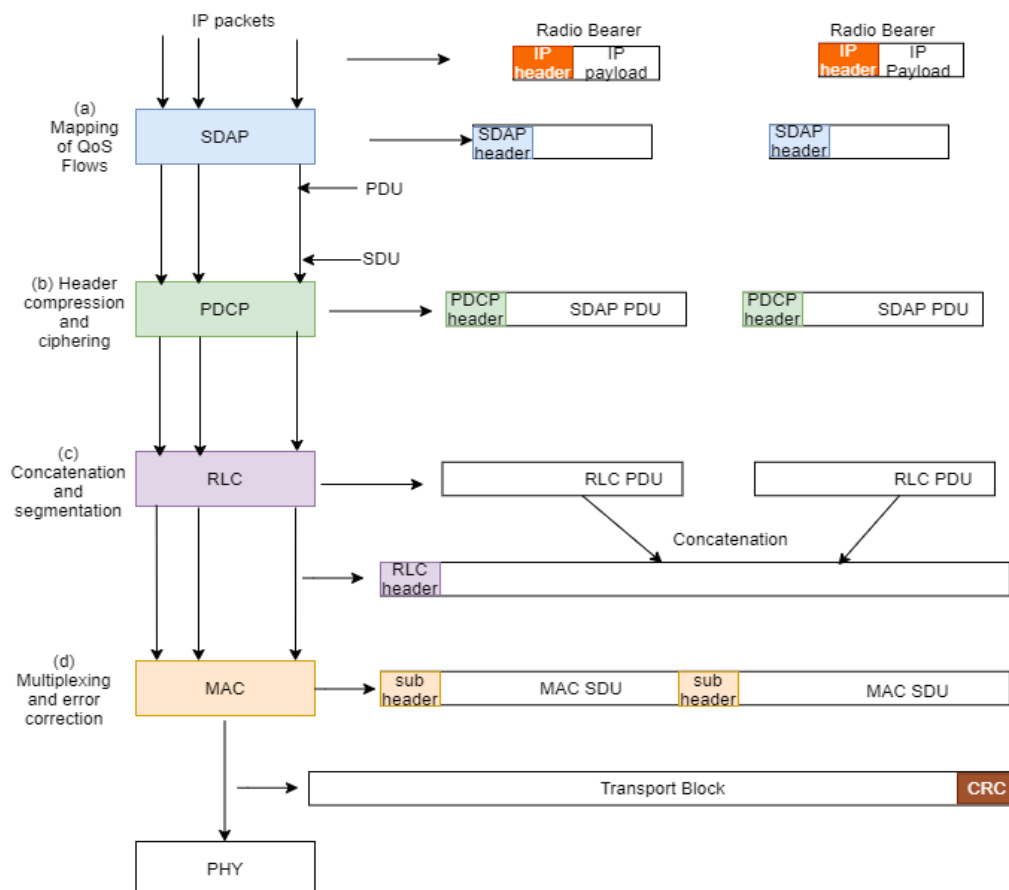 IP packets
Radio Bearer
IP
header
IP
payload
Radio Bearer
IP
header
IP
Payload
(a)
Mapping
of QoS
Flows
SDAP
SDAP
header
SDAP
header
PDU
SDU
(b) Header
compression
and
ciphering
PDCP
PDCP
header
SDAP PDU
PDCP
header
SDAP PDU
(c)
Concatenation
and
segmentation
RLC
RLC PDU
RLC PDU
Concatenation
RLC
header
(d)
Multiplexing
and error
correction
MAC
sub
header
MAC SDU
sub
header
MAC SDU
Transport Block
CRC
PHY